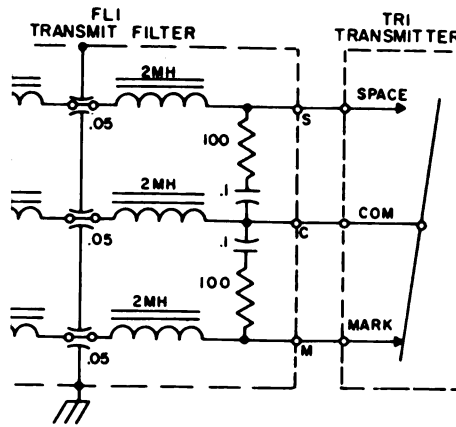 FL1
TRANSMIT FILTER
TR1
TRANSMITTER
2MH
SPACE
.05
S
100
.1
2MH
COM
.05
C
.1
100
2MH
MARK
.05
M